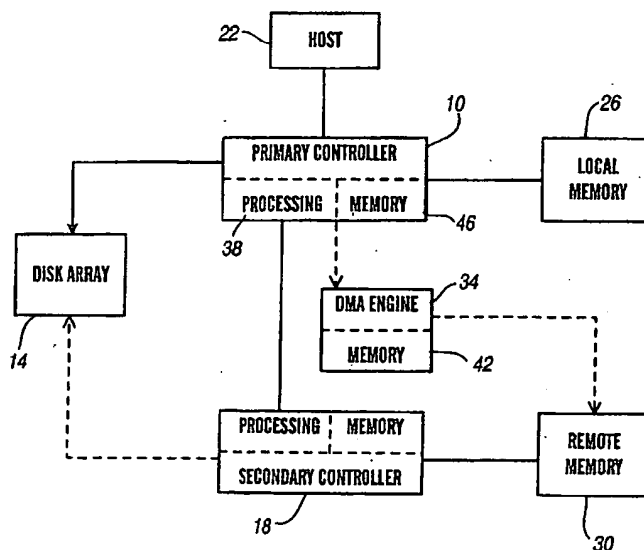 22
HOST
10
26
PRIMARY CONTROLLER
LOCAL
MEMORY
PROCESSING
MEMORY
38
46
DISK ARRAY
14
34
DMA ENGINE
MEMORY
42
PROCESSING
MEMORY
SECONDARY CONTROLLER
18
REMOTE
MEMORY
30